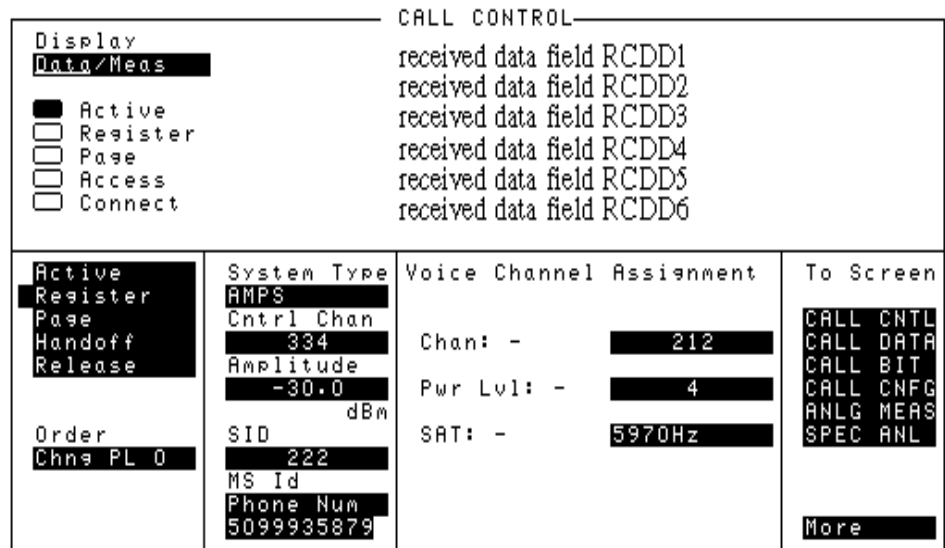 CALL CONTROL
Display
Data/Meas
Active
Register
Page
Access
Connect
received data field RCDD1
received data field RCDD2
received data field RCDD3
received data field RCDD4
received data field RCDD5
received data field RCDD6
Active
Register
Page
Handoff
Release
Order
Chng PL 0
System Type
AMPS
Cntrl Chan
334
Amplitude
-30.0
dBm
SID
222
MS Id
Phone Num
5099935879
Voice Channel Assignment
Chan: - 212
Pwr Lvl: - 4
SAT: - 5970Hz
To Screen
CALL CNTL
CALL DATA
CALL BIT
CALL CNFG
ANLG MEAS
SPEC ANL
More